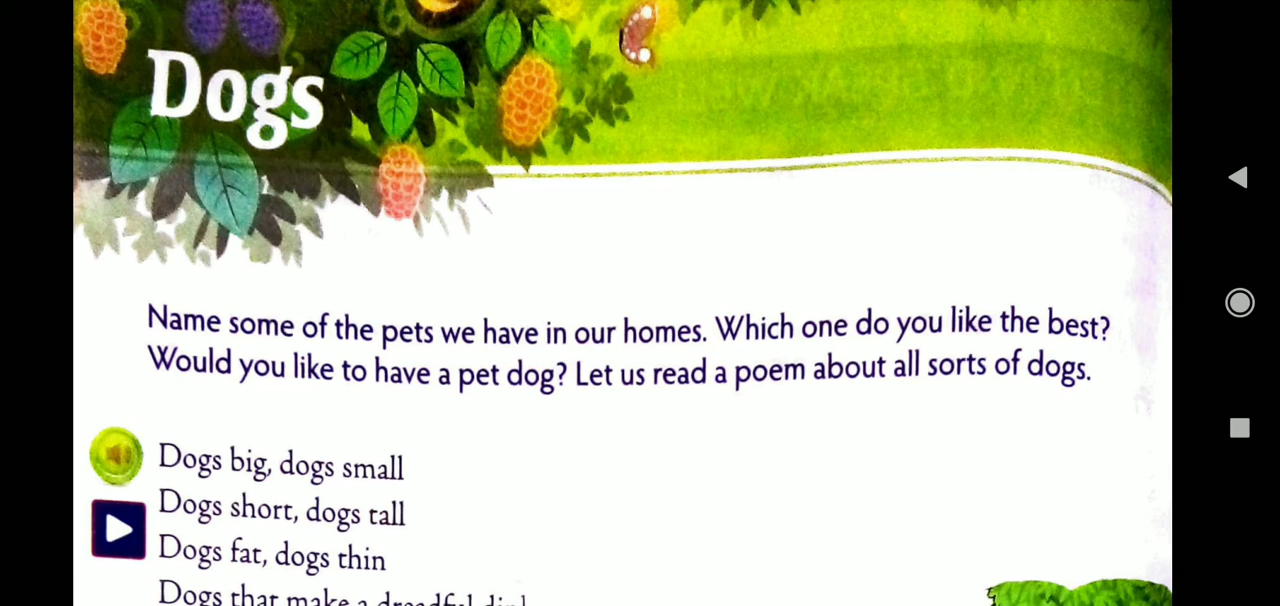 Dogs
Name some of the pets we have in our homes. Which one do you like the best?
Would you like to have a pet dog? Let us read a poem about all sorts of dogs.
Dogs big, dogs small
Dogs short, dogs tall
Dogs fat, dogs thin
Dogs that make a dreadful din!